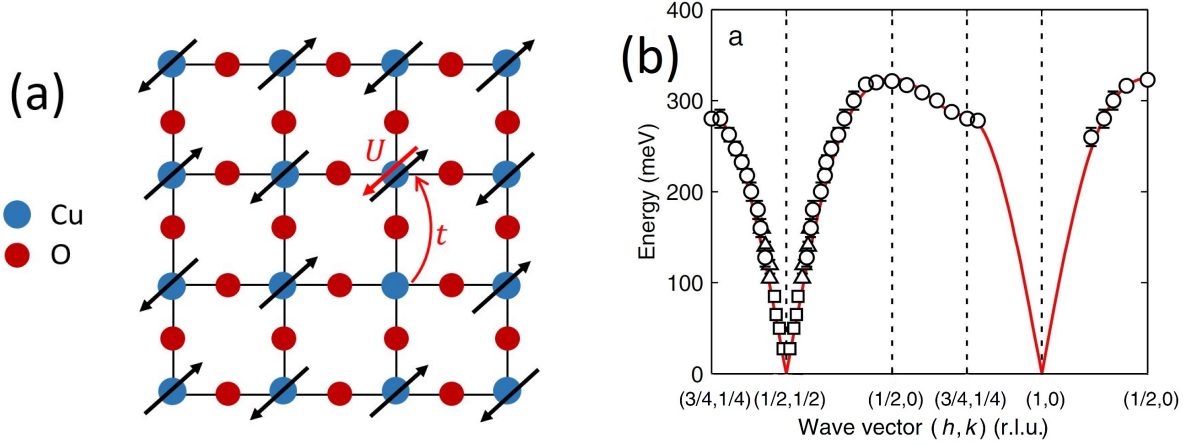 (a)
U
t
Cu
O
(b)
a
400
300
200
100
0
Energy (meV)
(3/4,1/4) (1/2,1/2) (1/2,0) (3/4,1/4) (1,0) (1/2,0)
Wave vector (h, k) (r.l.u.)